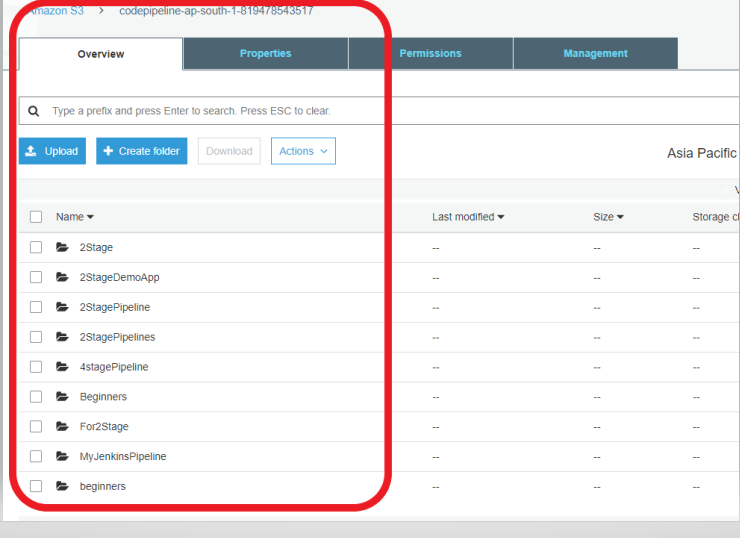 Amazon S3 > codepipeline-ap-south-1-819478543517
Overview Properties Permissions Management
Type a prefix and press Enter to search. Press ESC to clear.
Upload + Create folder Download Actions
Asia Pacific
Name Last modified Size Storage
2Stage -- -- --
2StageDemoApp -- -- --
2StagePipeline -- -- --
2StagePipelines -- -- --
4stagePipeline -- -- --
Beginners -- -- --
For2Stage -- -- --
MyJenkinsPipeline -- -- --
beginners -- -- --